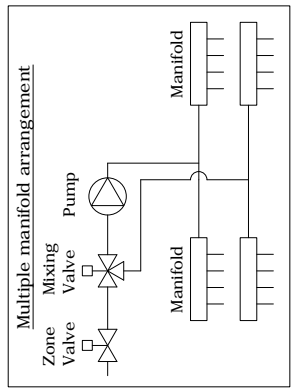 Multiple manifold arrangement
Zone
Valve
Mixing
Valve
Pump
Manifold
Manifold